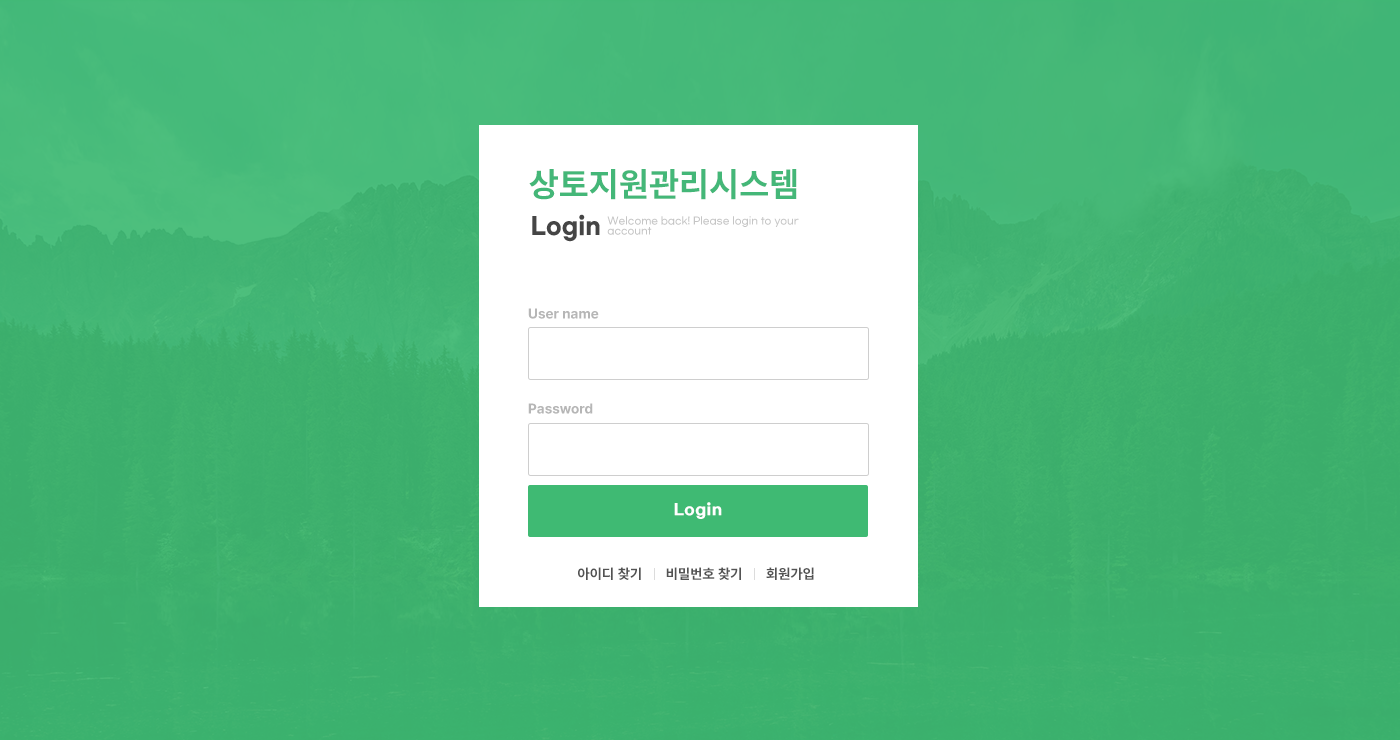 상토지원관리시스템
Login Welcome back! Please login to your
account
User name
Password
Login
아이디 찾기 | 비밀번호 찾기 | 회원가입